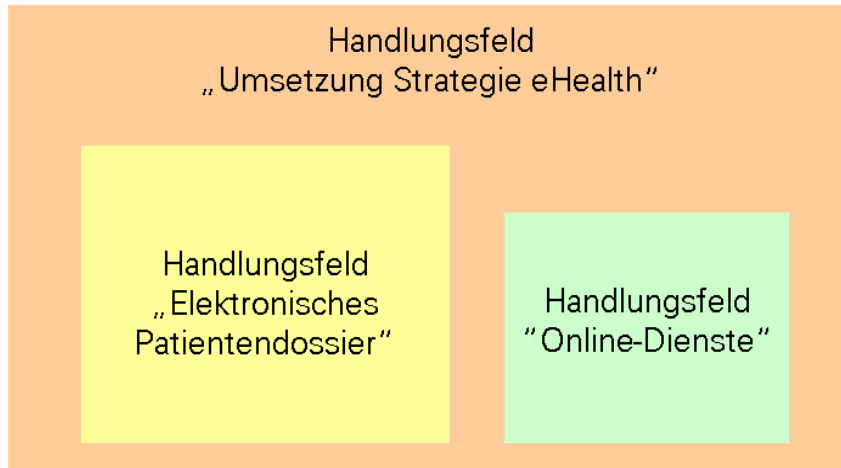 Handlungsfeld
„Umsetzung Strategie eHealth“
Handlungsfeld
„Elektronisches
Patientendossier“
Handlungsfeld
“Online-Dienste“